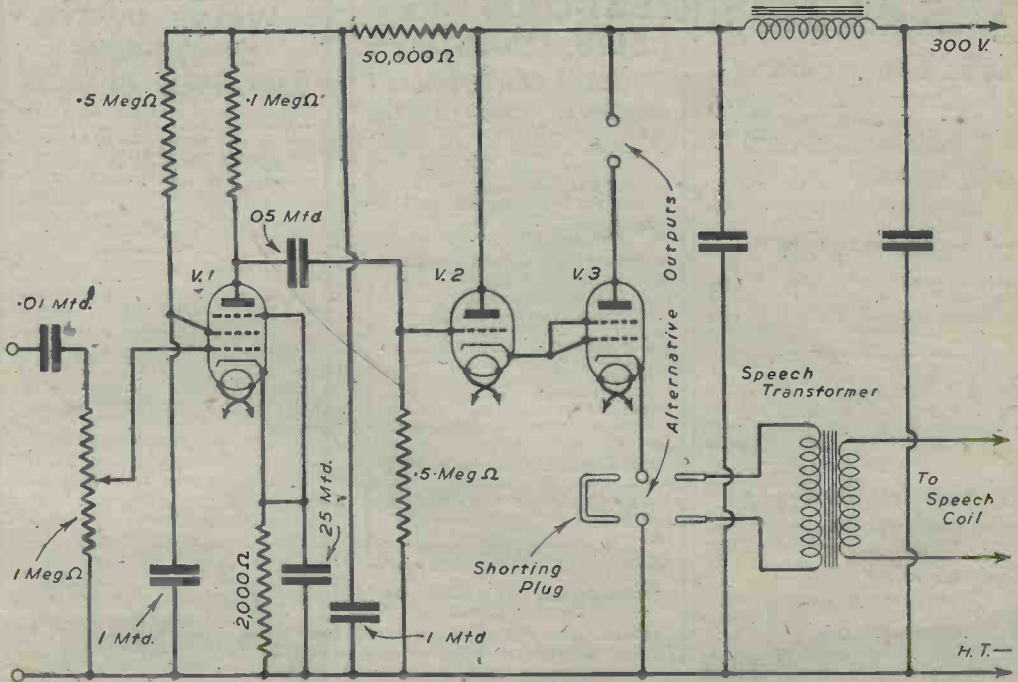 300 V.
50,000 Ω
·5 MegΩ
·1 MegΩ
·05 Mfd
V.1
V.2
V.3
·01 Mfd.
Alternative Outputs
Speech
Transformer
·5 MegΩ
25 Mfd.
To
Speech
Coil
1 MegΩ
2,000Ω
Shorting
Plug
1 Mfd.
1 Mfd
H.T.—